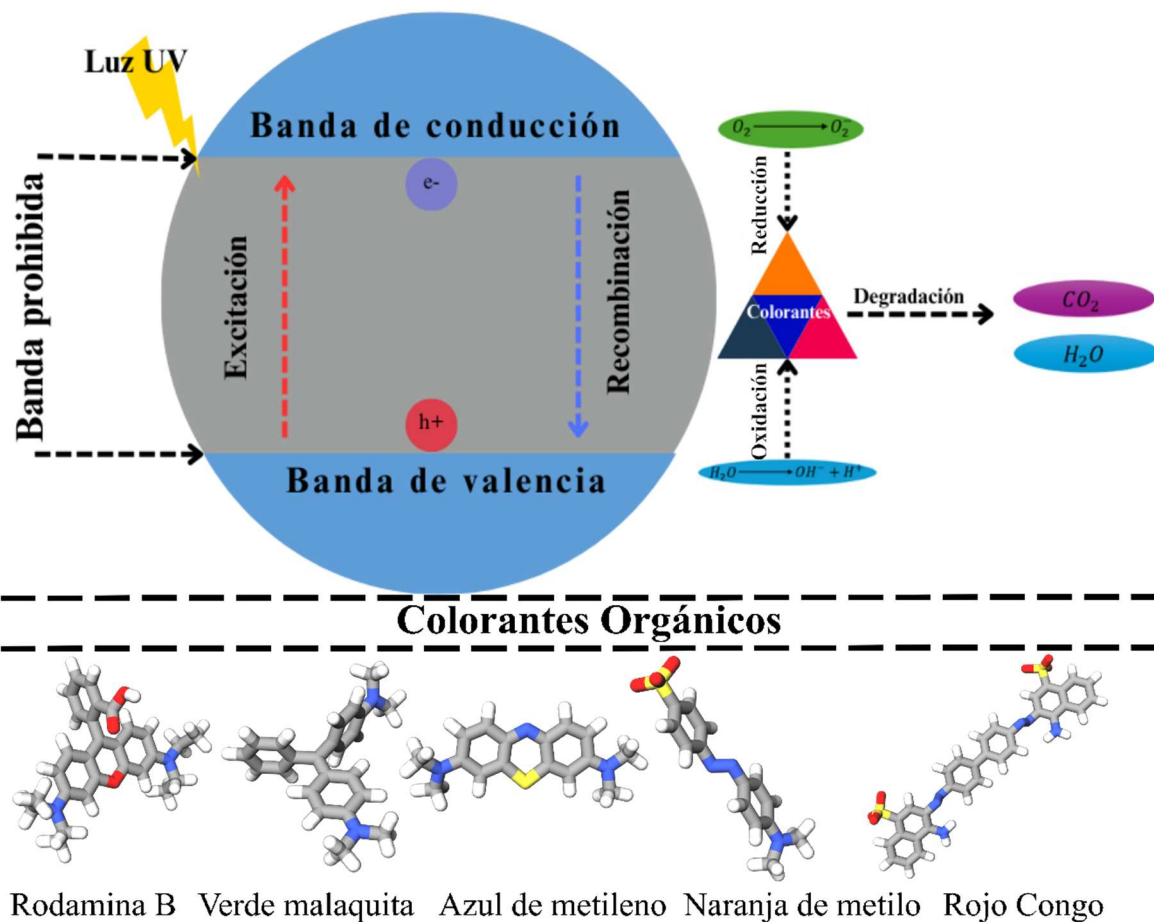 Luz UV
Banda de conducción
Banda prohibida
Excitación
e-
h+
Recombinación
Banda de valencia
O₂ → O₂⁻
Reducción
Colorantes
Degradación
CO₂
H₂O
Oxidación
H₂O → OH⁻ + H⁺
Colorantes Orgánicos
Rodamina B Verde malaquita Azul de metileno Naranja de metilo Rojo Congo